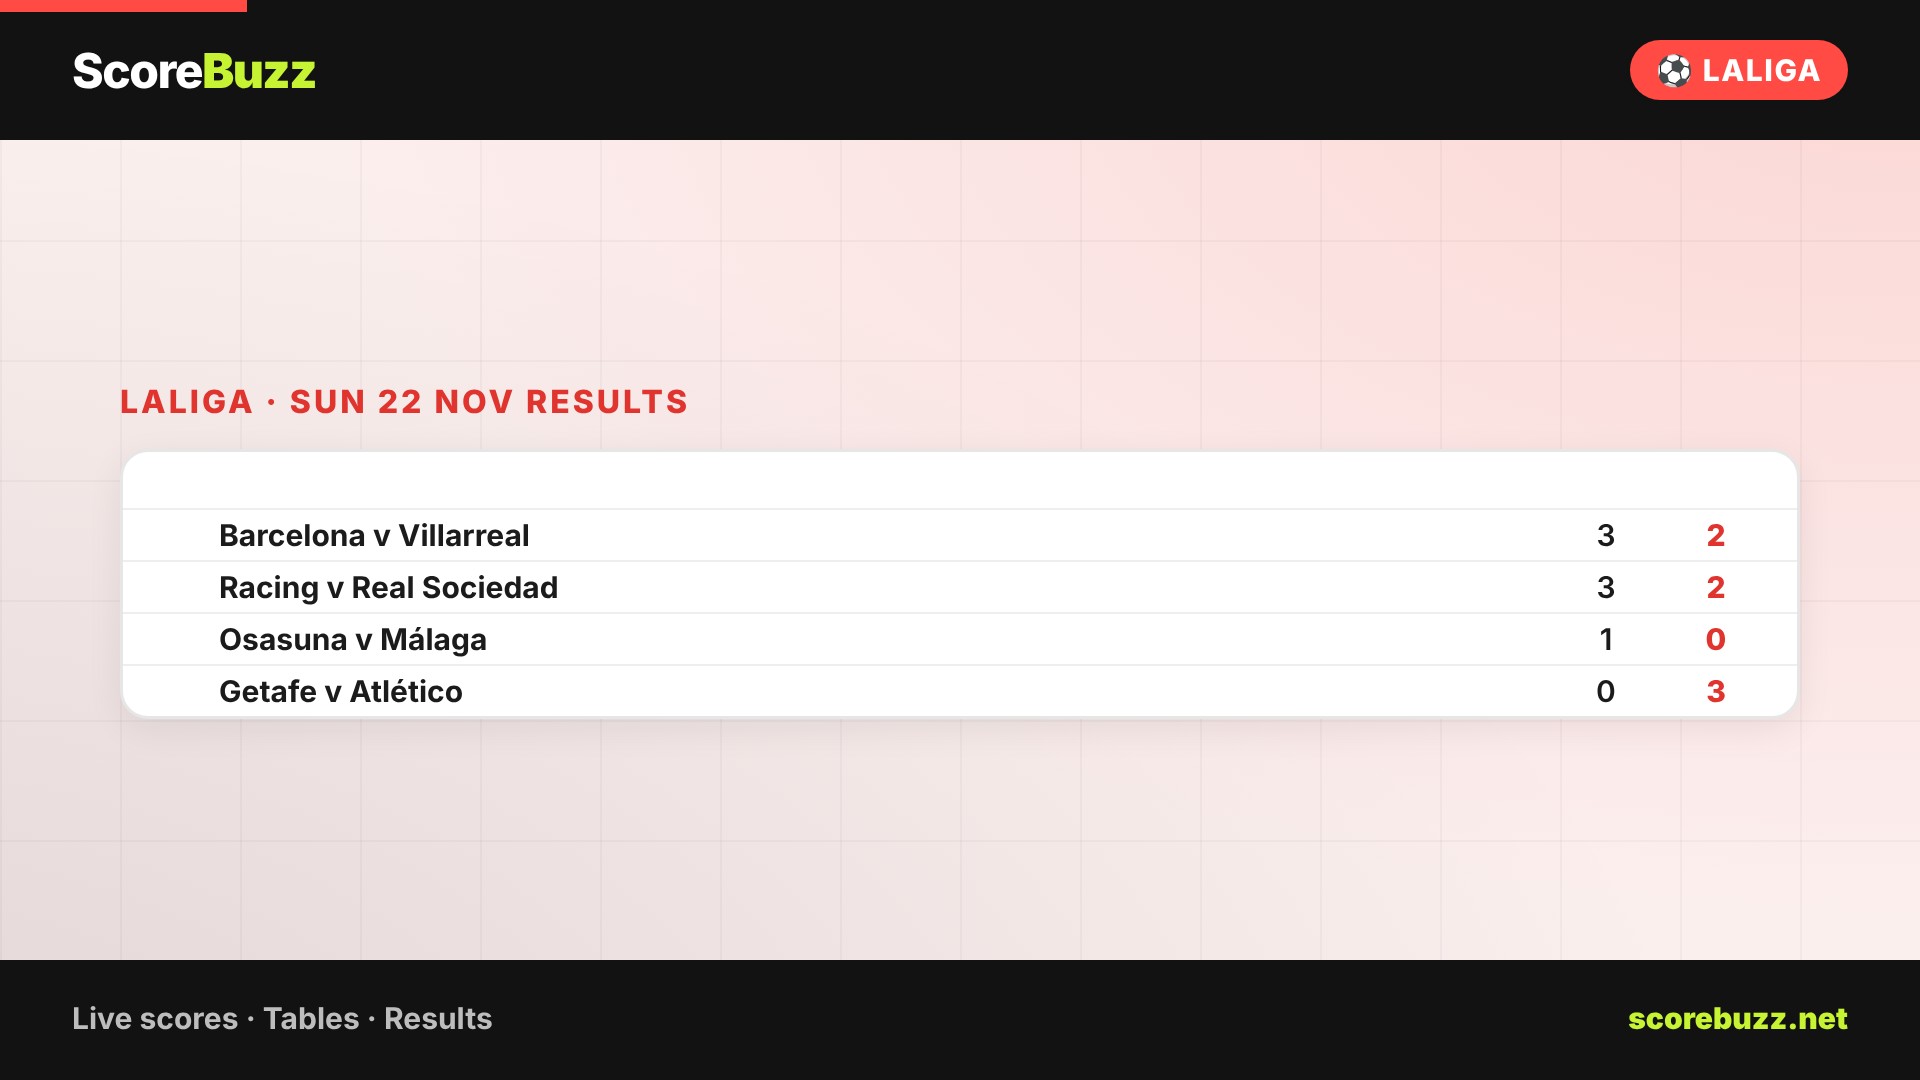 ScoreBuzz
⚽ LALIGA
LALIGA · SUN 22 NOV RESULTS
Barcelona v Villarreal 3 2
Racing v Real Sociedad 3 2
Osasuna v Málaga 1 0
Getafe v Atlético 0 3
Live scores · Tables · Results
scorebuzz.net